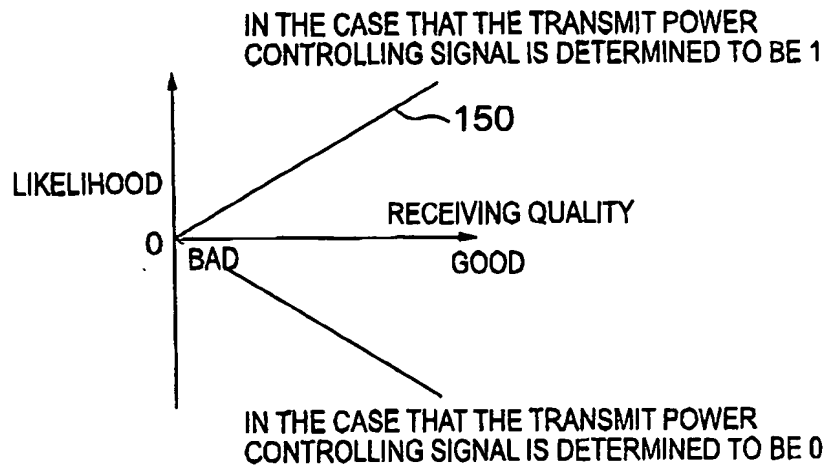 IN THE CASE THAT THE TRANSMIT POWER
CONTROLLING SIGNAL IS DETERMINED TO BE 1
150
LIKELIHOOD
RECEIVING QUALITY
0
BAD
GOOD
IN THE CASE THAT THE TRANSMIT POWER
CONTROLLING SIGNAL IS DETERMINED TO BE 0